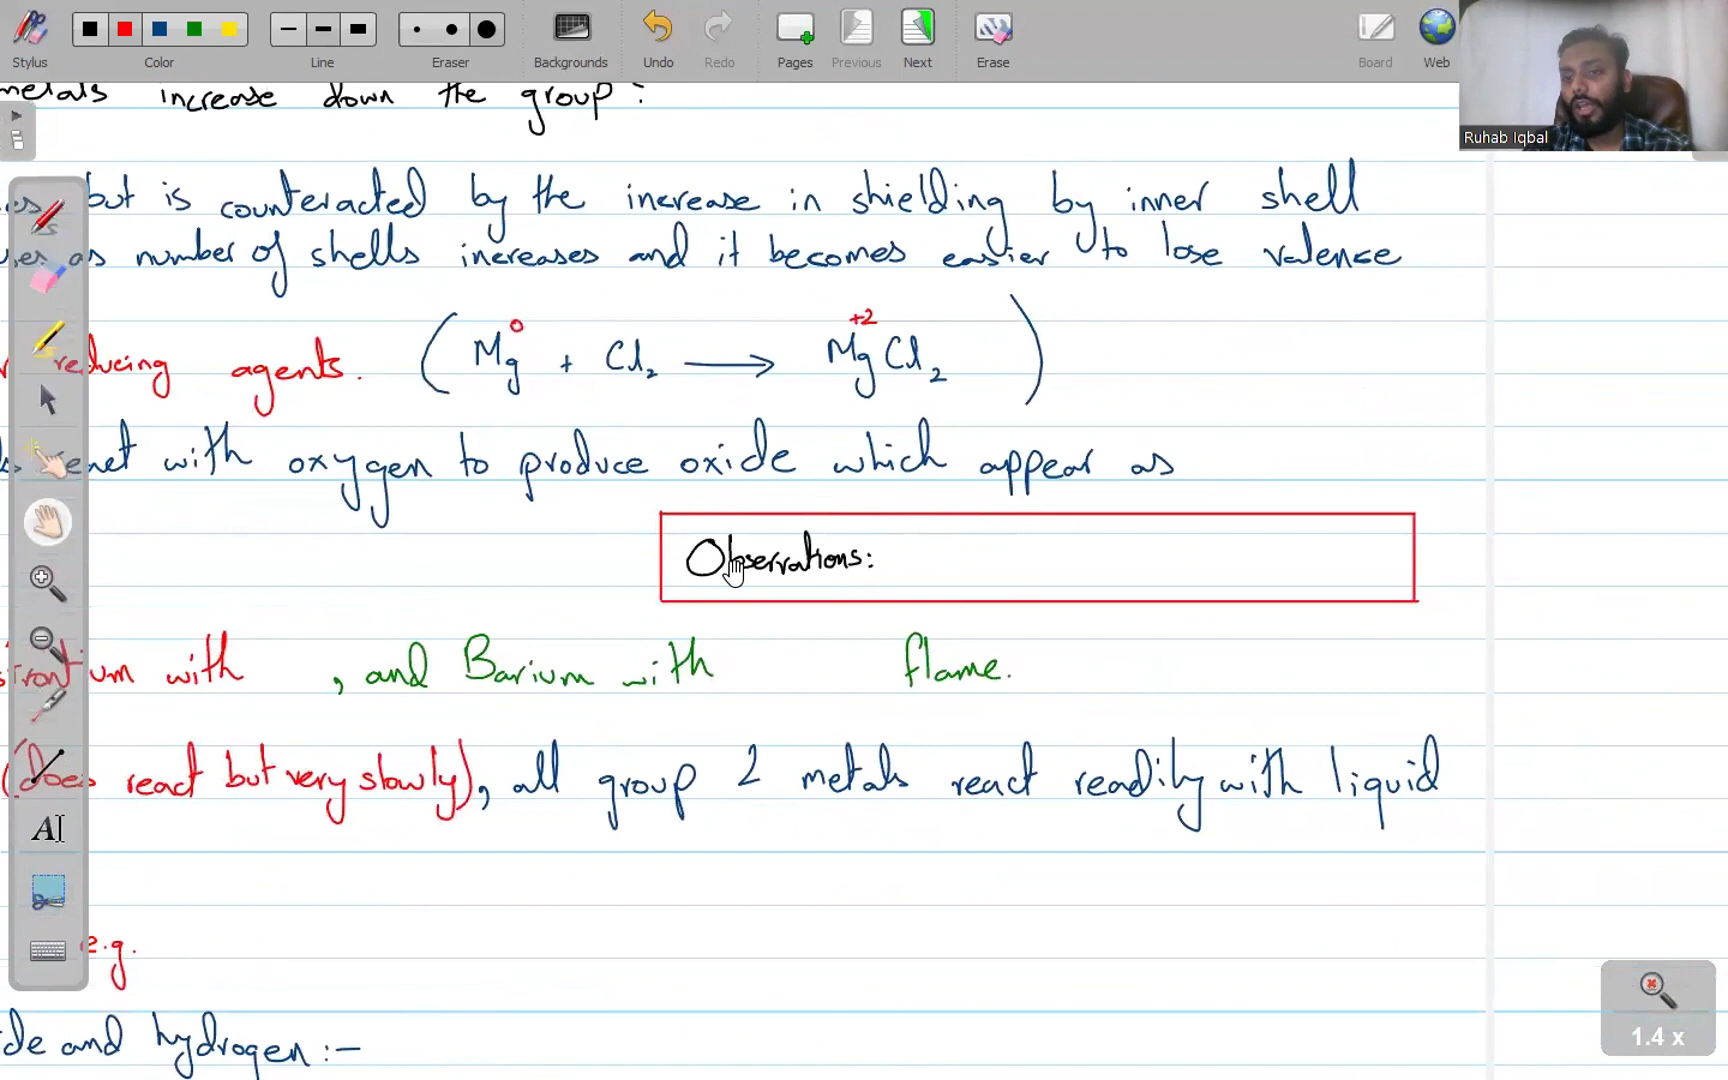 Stylus
Color
Line
Eraser
Backgrounds
Undo
Redo
Pages
Previous
Next
Erase
Board
Web
Ruhab Iqbal
metals increase down the group?
but is counteracted by the increase in shielding by inner shell
as number of shells increases and it becomes easier to lose valence
reducing agents. (Mg⁰ + Cl₂ → Mg⁺²Cl₂)
with oxygen to produce oxide which appear as
Observations:
strontium with , and Barium with flame.
(does react but very slowly), all group 2 metals react readily with liquid
e.g.
de and hydrogen :-
AI
1.4 x